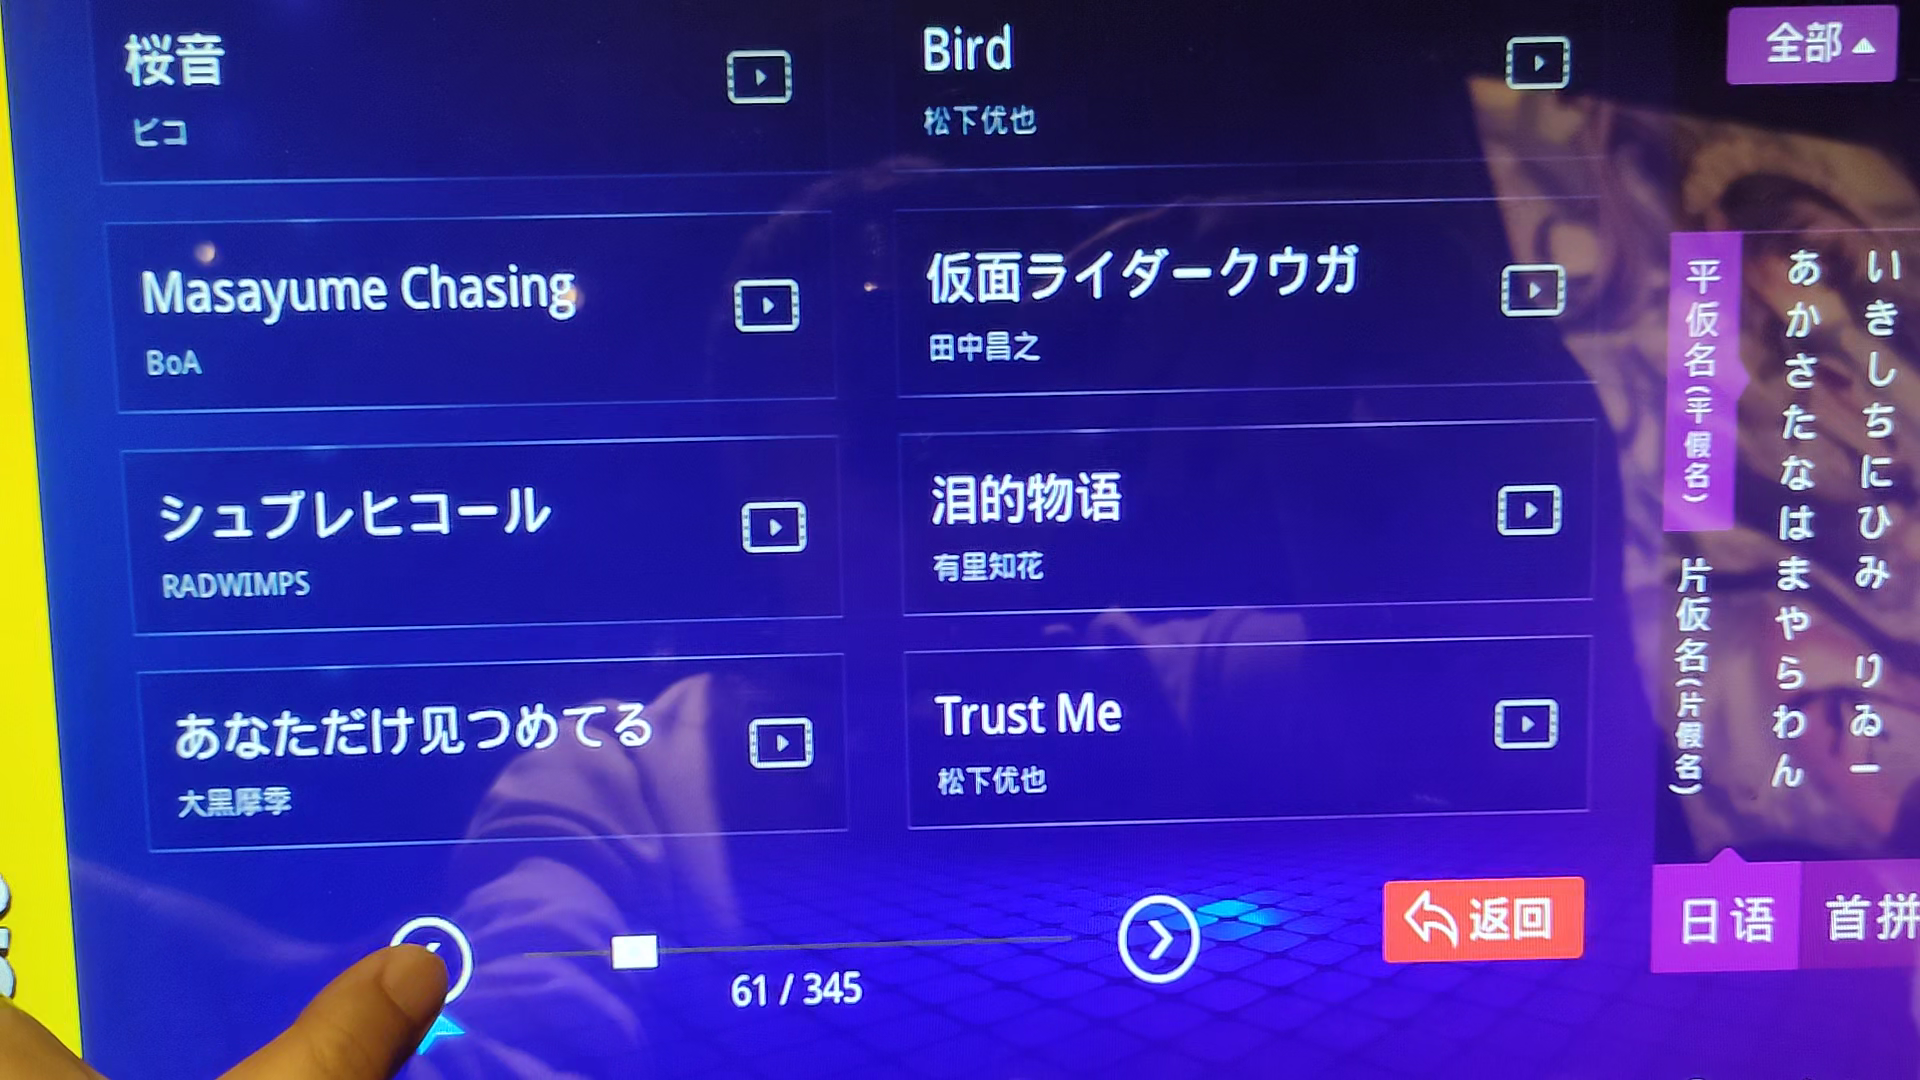 桜音
ピコ
Bird
松下优也
Masayume Chasing
BoA
仮面ライダークウガ
田中昌之
シュプレヒコール
RADWIMPS
泪的物语
有里知花
あなただけ见つめてる
大黒摩季
Trust Me
松下优也
61 / 345
返回
全部
平仮名(平假名)
片仮名(片假名)
あかさたなはまやらわん
いきしちにひみ りゐー
日语
首拼